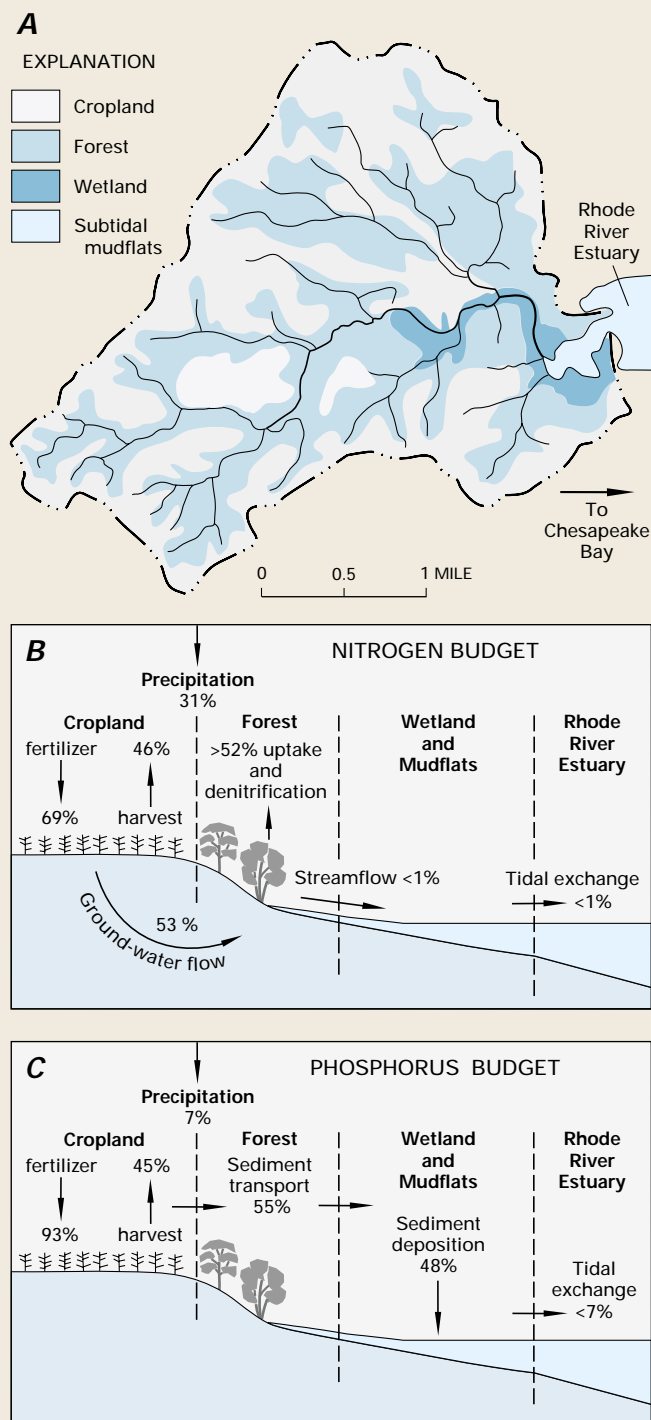 A
EXPLANATION
Cropland
Forest
Wetland
Subtidal
mudflats
Rhode
River
Estuary
To
Chesapeake
Bay
0 0.5 1 MILE
B NITROGEN BUDGET
Precipitation
31%
Cropland
fertilizer 46%
69% harvest
Forest
>52% uptake
and
denitrification
Wetland
and
Mudflats
Rhode
River
Estuary
Streamflow <1%
Tidal exchange
<1%
53 %
Ground-water flow
C PHOSPHORUS BUDGET
Precipitation
7%
Cropland
fertilizer 45%
93% harvest
Forest
Sediment
transport
55%
Wetland
and
Mudflats
Sediment
deposition
48%
Rhode
River
Estuary
Tidal
exchange
<7%